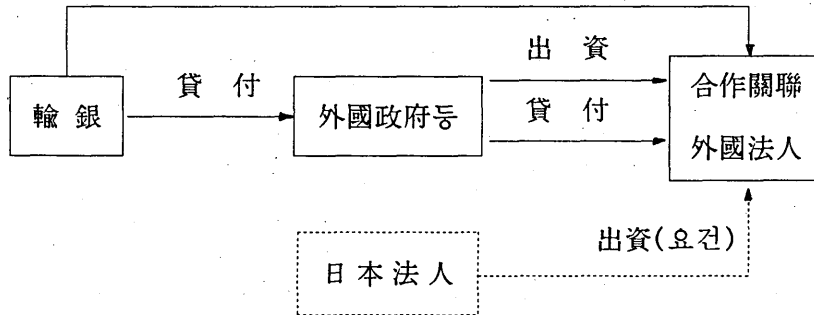 出 資
貸 付
合作關聯
輸 銀
外國政府등
貸 付
外國法人
出資(요건)
日本法人